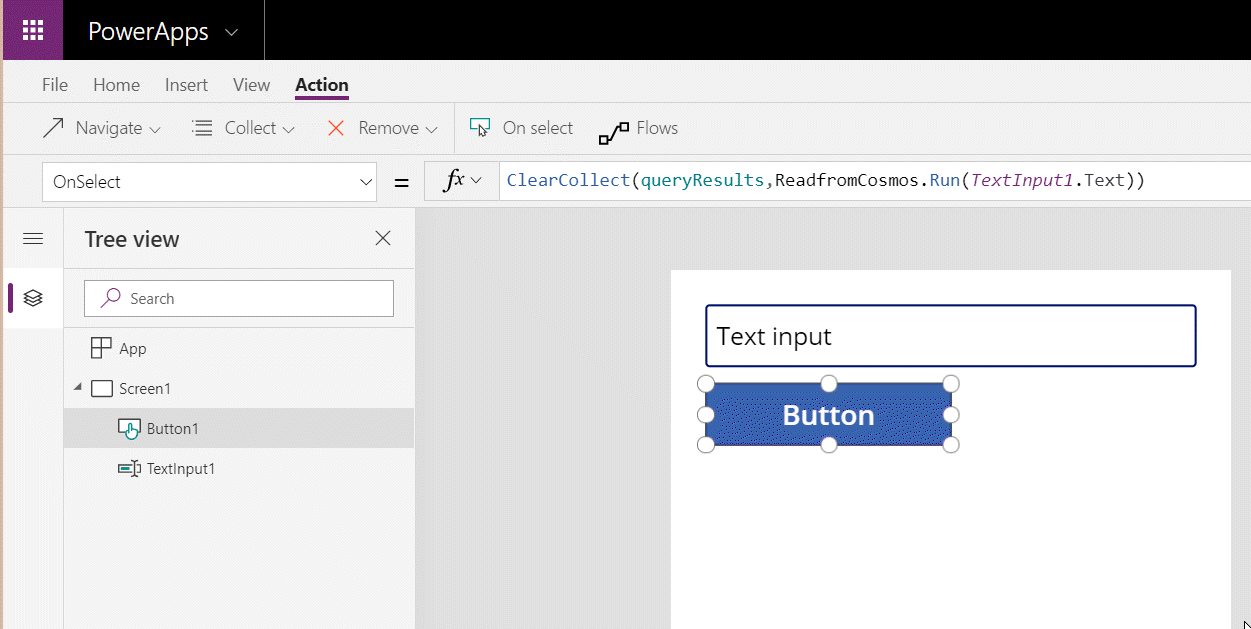 PowerApps
File Home Insert View Action
Navigate Collect Remove On select Flows
OnSelect = fx ClearCollect(queryResults,ReadfromCosmos.Run(TextInput1.Text))
Tree view
Search
App
Screen1
Button1
TextInput1
Text input
Button